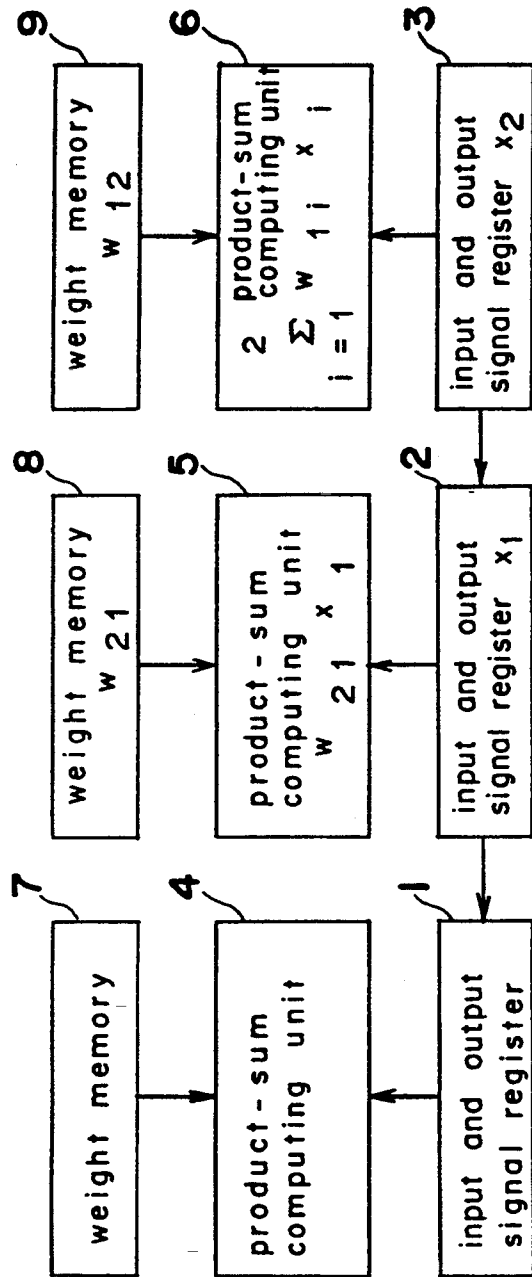 7
weight memory
8
weight memory
w 21
9
weight memory
w 12
4
product-sum
computing unit
5
product-sum
computing unit
w 21 x 1
6
2 product-sum
computing unit
Σ w 1 i x i
i = 1
1
input and output
signal register
2
input and output
signal register x1
3
input and output
signal register x2